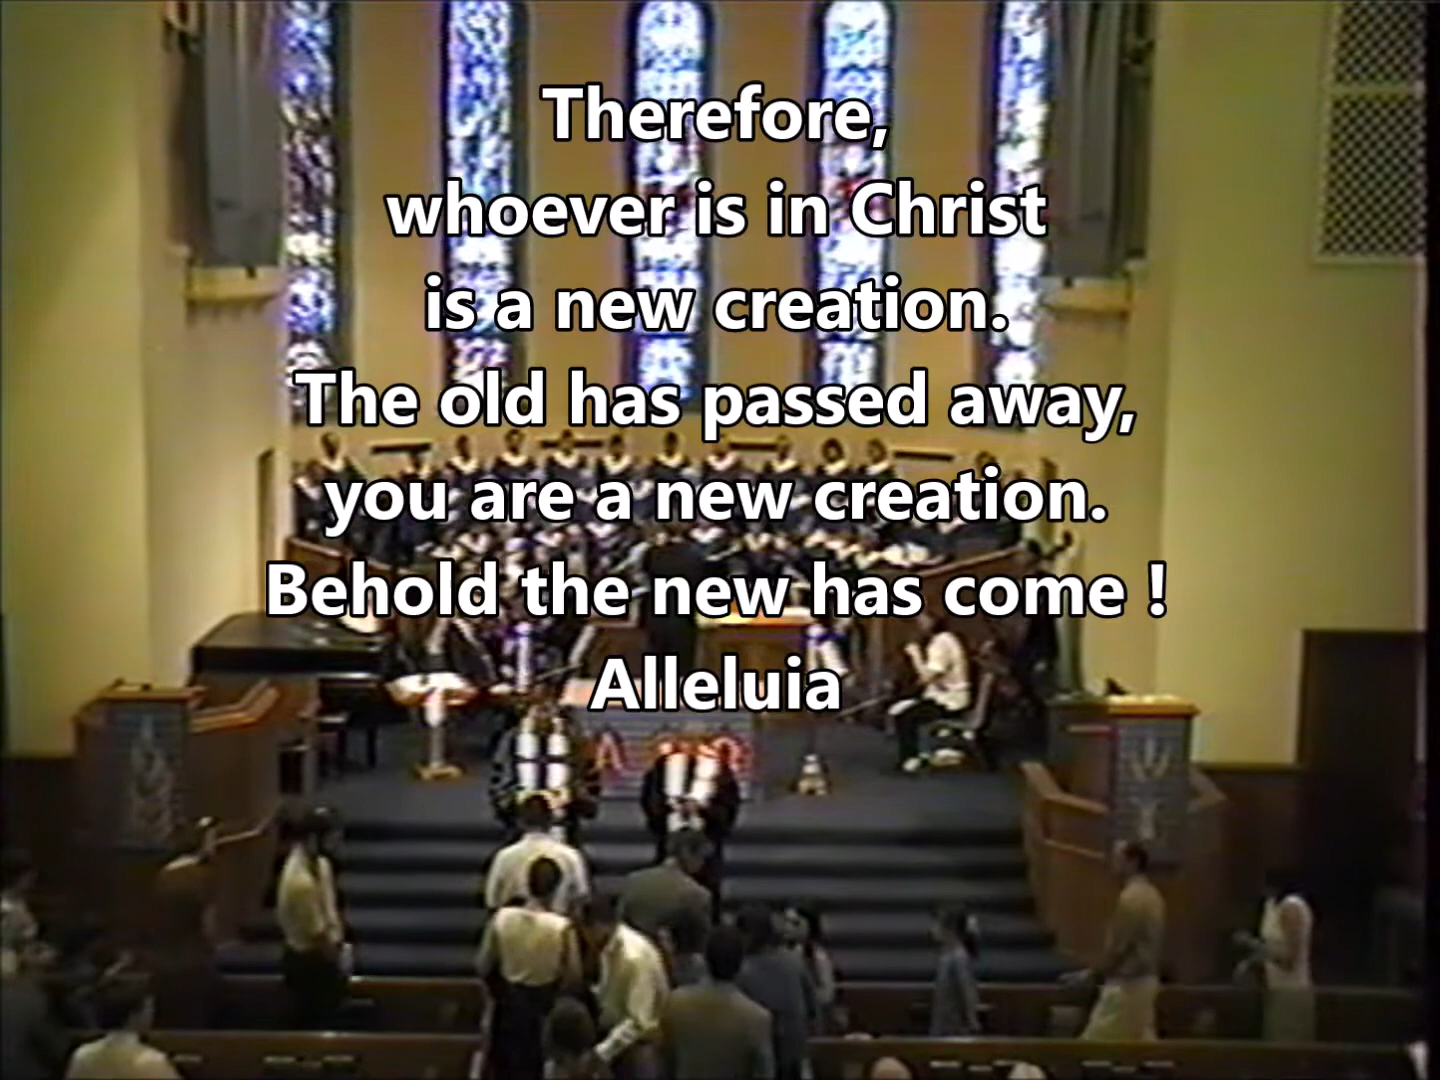 Therefore,
whoever is in Christ
is a new creation.
The old has passed away,
you are a new creation.
Behold the new has come !
Alleluia